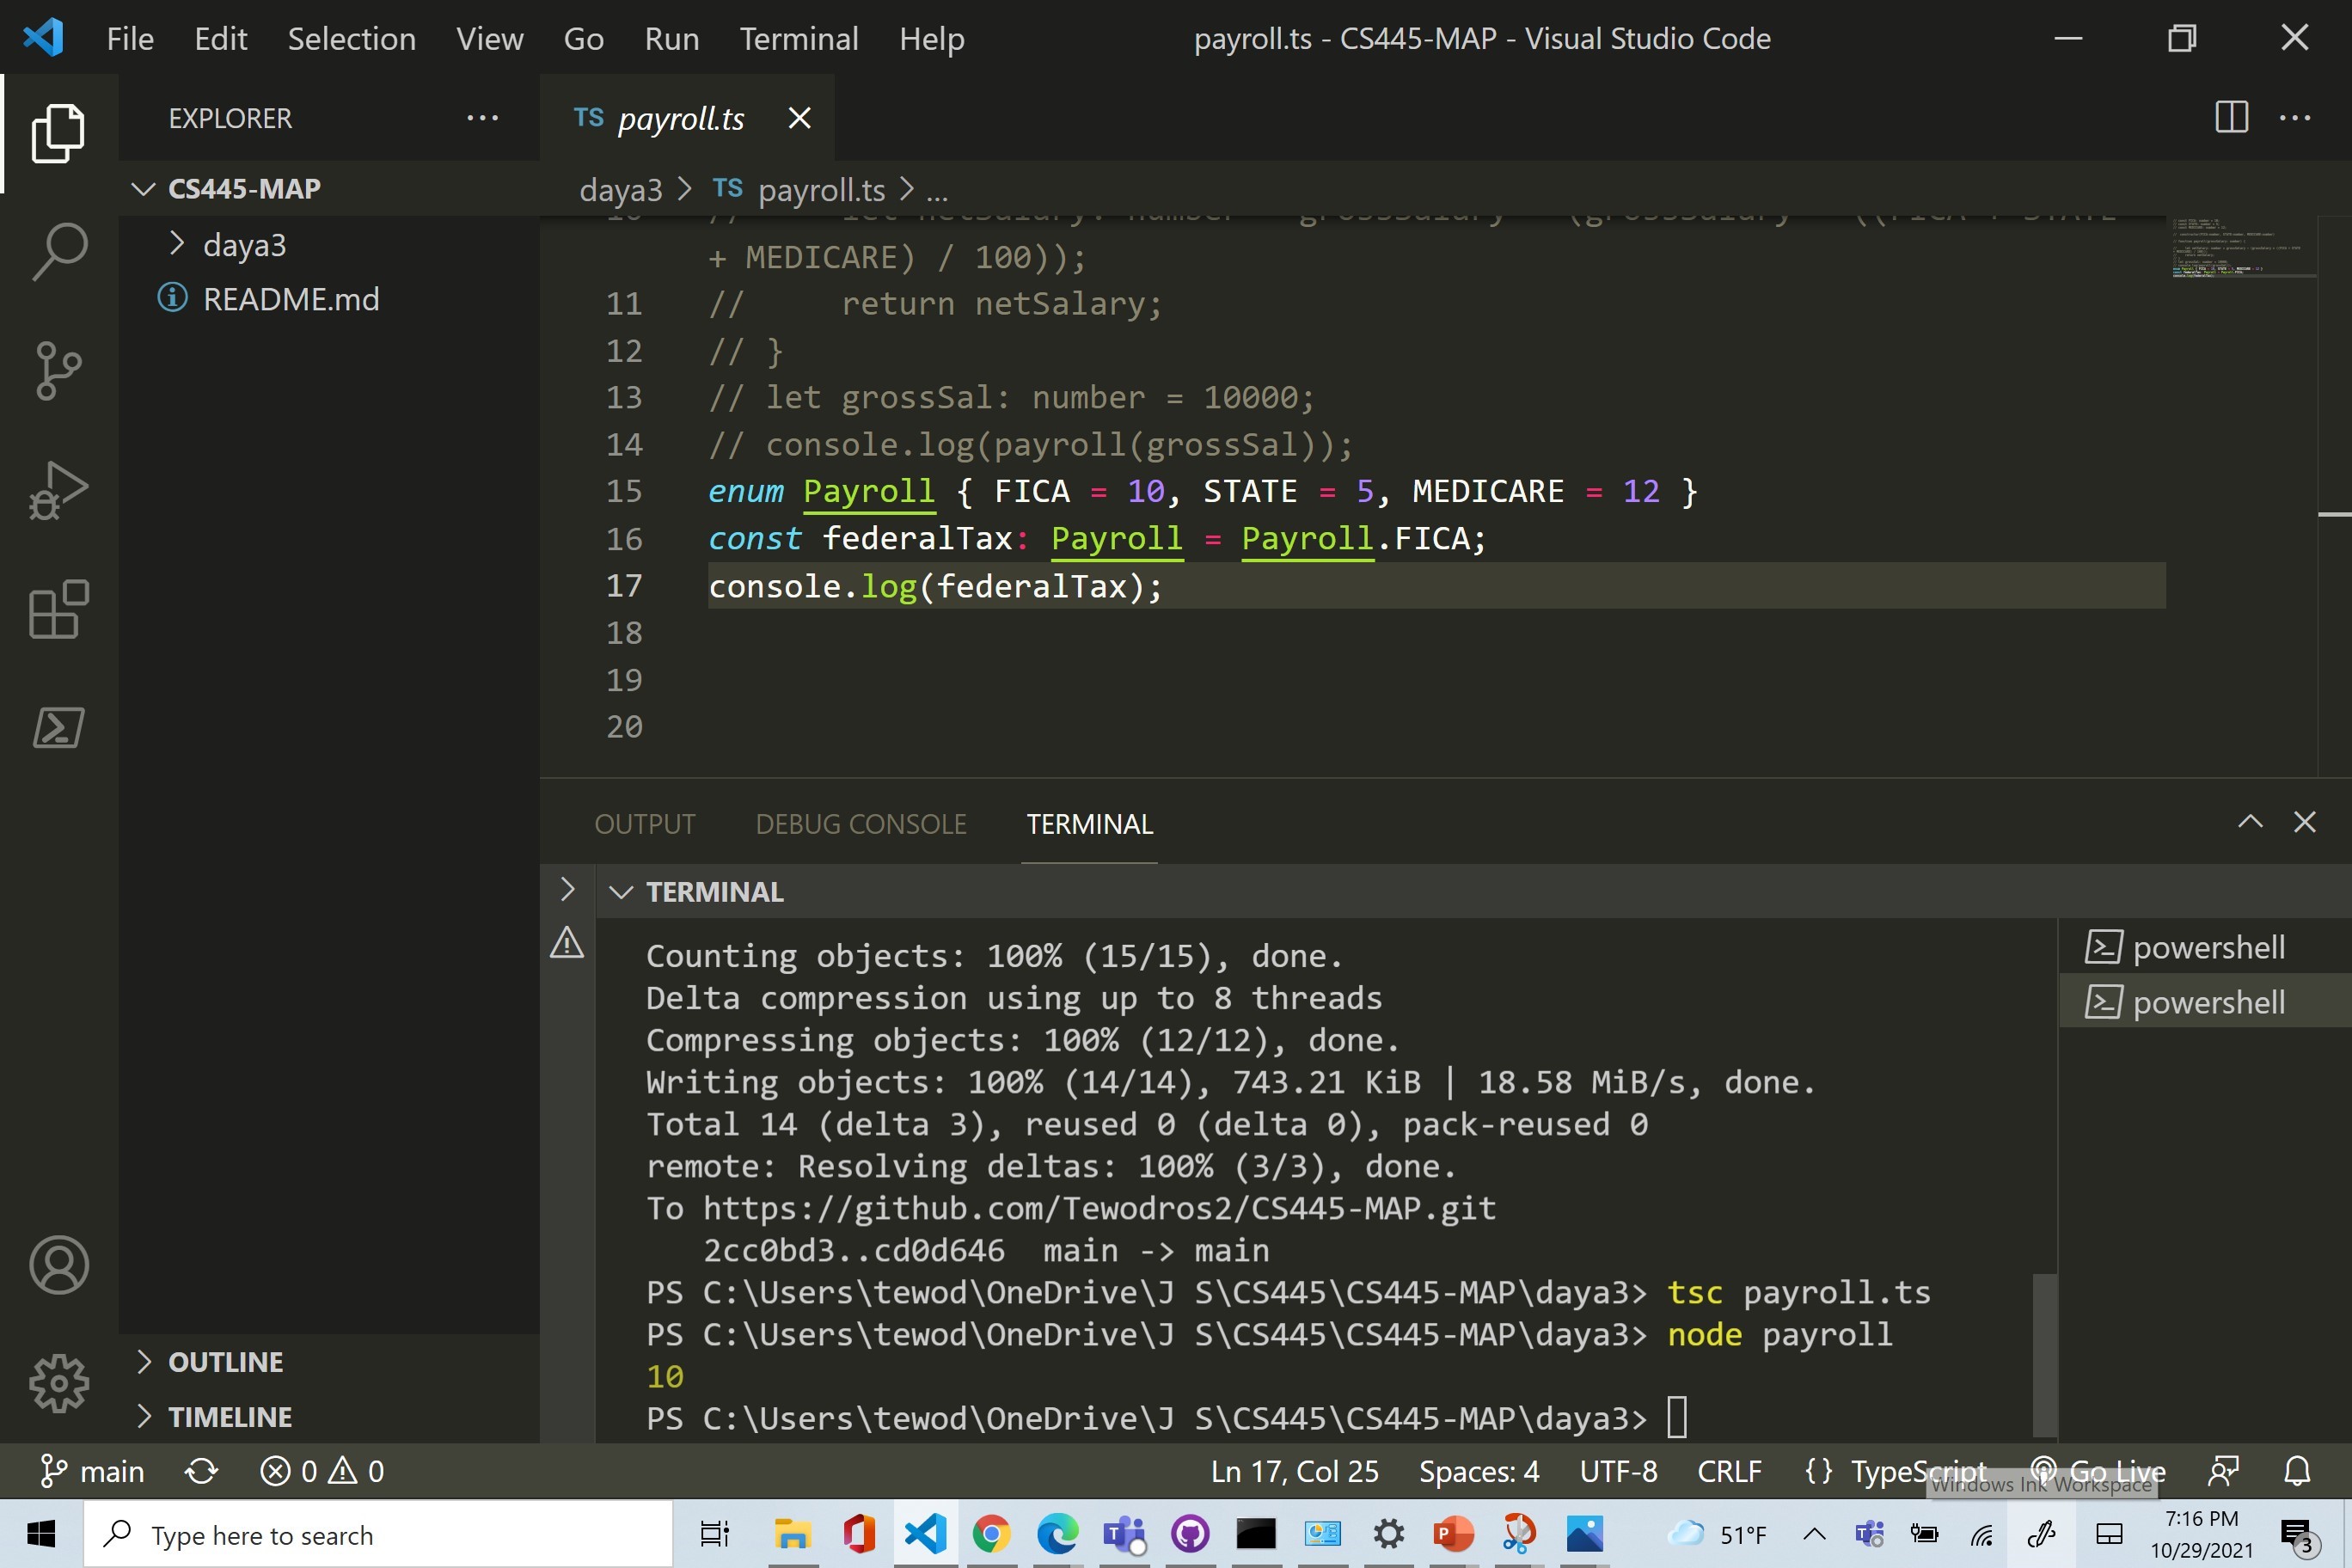 File Edit Selection View Go Run Terminal Help payroll.ts - CS445-MAP - Visual Studio Code
EXPLORER
TS payroll.ts
CS445-MAP
daya3
README.md
OUTLINE
TIMELINE
daya3 > TS payroll.ts > ...
+ MEDICARE) / 100));
11 // return netSalary;
12 // }
13 // let grossSal: number = 10000;
14 // console.log(payroll(grossSal));
15 enum Payroll { FICA = 10, STATE = 5, MEDICARE = 12 }
16 const federalTax: Payroll = Payroll.FICA;
17 console.log(federalTax);
18
19
20
OUTPUT DEBUG CONSOLE TERMINAL
TERMINAL
Counting objects: 100% (15/15), done.
Delta compression using up to 8 threads
Compressing objects: 100% (12/12), done.
Writing objects: 100% (14/14), 743.21 KiB | 18.58 MiB/s, done.
Total 14 (delta 3), reused 0 (delta 0), pack-reused 0
remote: Resolving deltas: 100% (3/3), done.
To https://github.com/Tewodros2/CS445-MAP.git
2cc0bd3..cd0d646 main -> main
PS C:\Users\tewod\OneDrive\J S\CS445\CS445-MAP\daya3> tsc payroll.ts
PS C:\Users\tewod\OneDrive\J S\CS445\CS445-MAP\daya3> node payroll
10
PS C:\Users\tewod\OneDrive\J S\CS445\CS445-MAP\daya3>
powershell
powershell
main 0 0 Ln 17, Col 25 Spaces: 4 UTF-8 CRLF {} TypeScript Go Live
Windows Ink Workspace
Type here to search
51°F
7:16 PM
10/29/2021
3